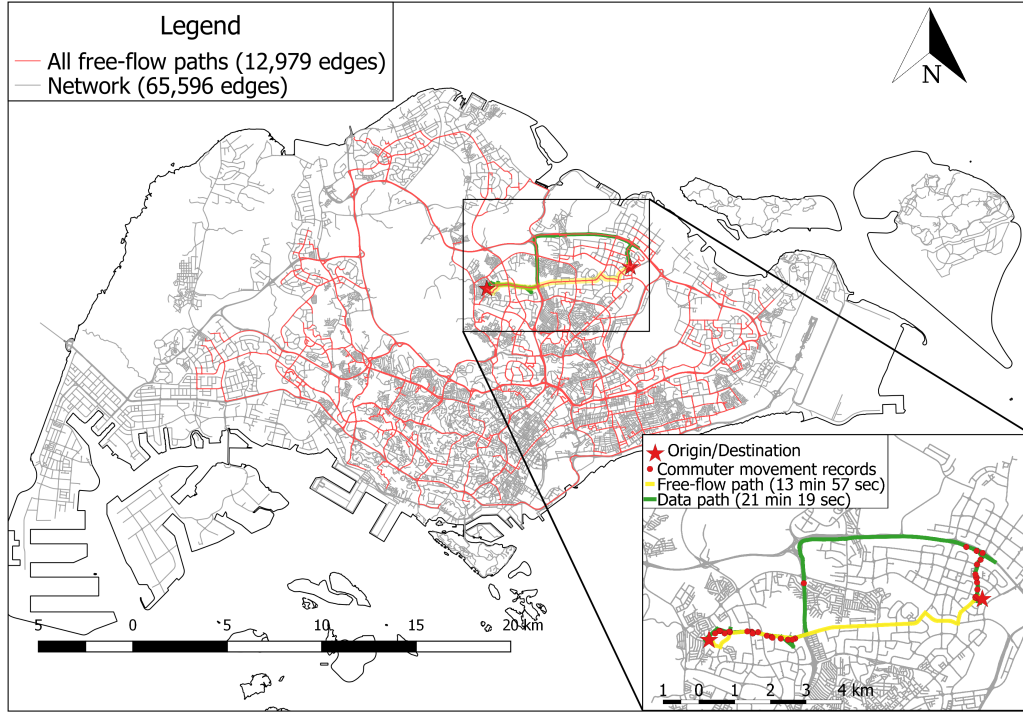 Legend
All free-flow paths (12,979 edges)
Network (65,596 edges)
N
Origin/Destination
Commuter movement records
Free-flow path (13 min 57 sec)
Data path (21 min 19 sec)
5 0 5 10 15 20 km
1 0 1 2 3 4 km